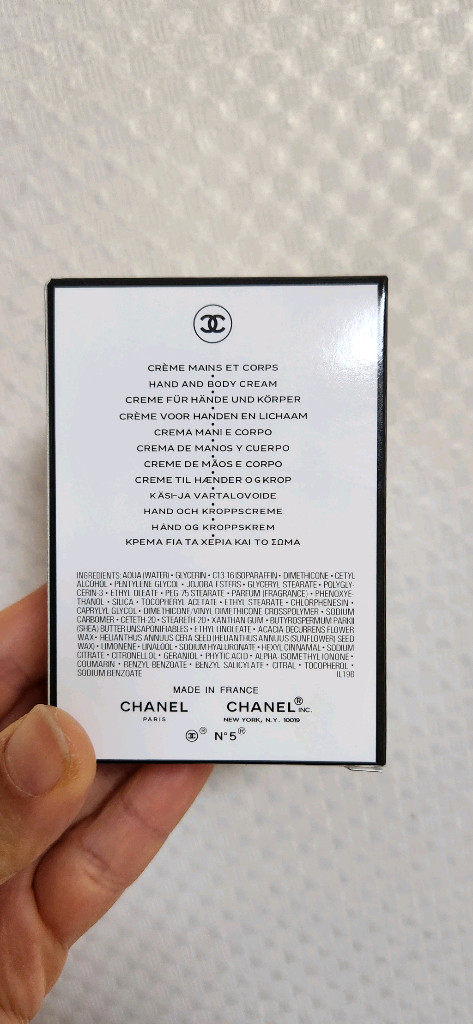 CRÈME MAINS ET CORPS
HAND AND BODY CREAM
CREME FÜR HÄNDE UND KÖRPER
CRÈME VOOR HANDEN EN LICHAAM
CREMA MANI E CORPO
CREMA DE MANOS Y CUERPO
CREME DE MÃOS E CORPO
CREME TIL HÆNDER OG KROP
KÄSI-JA VARTALOVOIDE
HAND OCH KROPPSCREME
HÅND OG KROPPSKREM
ΚΡΕΜΑ ΓΙΑ ΤΑ ΧΕΡΙΑ ΚΑΙ ΤΟ ΣΩΜΑ
INGREDIENTS: AQUA (WATER) • GLYCERIN • C13-16 ISOPARAFFIN • DIMETHICONE • CETYL
ALCOHOL • PENTYLENE GLYCOL • JOJOBA ESTERS • GLYCERYL STEARATE • POLYGLY-
CERIN-3 • ETHYL OLEATE • PEG-75 STEARATE • PARFUM (FRAGRANCE) • PHENOXYE-
THANOL • SILICA • TOCOPHERYL ACETATE • ETHYL STEARATE • CHLORPHENESIN •
CAPRYLYL GLYCOL • DIMETHICONE/VINYL DIMETHICONE CROSSPOLYMER • SODIUM
CARBOMER • CETETH-20 • STEARETH-20 • XANTHAN GUM • BUTYROSPERMUM PARKII
(SHEA) BUTTER UNSAPONIFIABLES • ETHYL LINOLEATE • ACACIA DECURRENS FLOWER
WAX • HELIANTHUS ANNUUS CERA SEED (HELIANTHUS ANNUUS (SUNFLOWER) SEED
WAX) • LIMONENE • LINALOOL • SODIUM HYALURONATE • HEXYL CINNAMAL • SODIUM
CITRATE • CITRONELLOL • GERANIOL • PHYTIC ACID • ALPHA-ISOMETHYL IONONE •
COUMARIN • BENZYL BENZOATE • BENZYL SALICYLATE • CITRAL • TOCOPHEROL •
SODIUM BENZOATE IL190
MADE IN FRANCE
CHANEL CHANEL® INC.
PARIS NEW YORK, N.Y. 10019
® N°5®